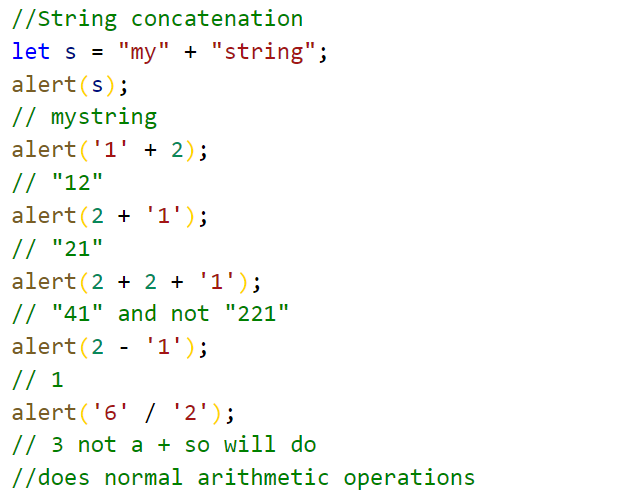 //String concatenation
let s = "my" + "string";
alert(s);
// mystring
alert('1' + 2);
// "12"
alert(2 + '1');
// "21"
alert(2 + 2 + '1');
// "41" and not "221"
alert(2 - '1');
// 1
alert('6' / '2');
// 3 not a + so will do
//does normal arithmetic operations